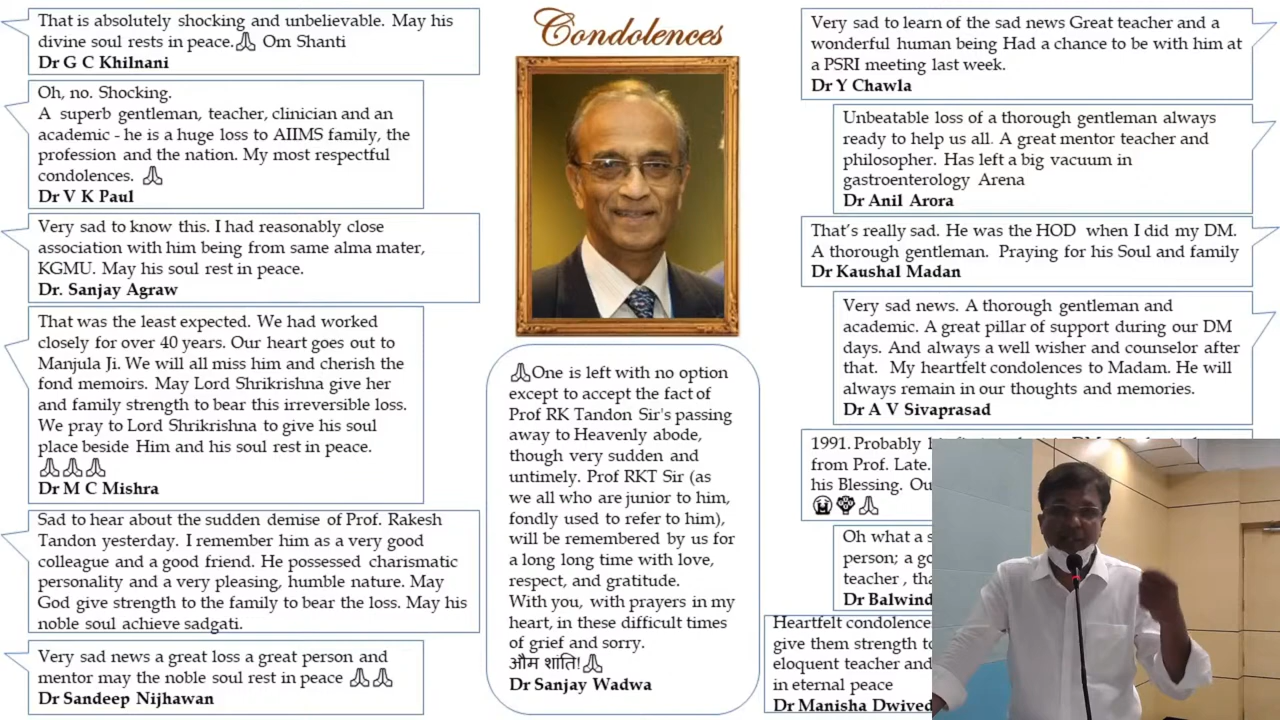 Condolences
That is absolutely shocking and unbelievable. May his
divine soul rests in peace.🙏 Om Shanti
Dr G C Khilnani
Oh, no. Shocking.
A superb gentleman, teacher, clinician and an
academic - he is a huge loss to AIIMS family, the
profession and the nation. My most respectful
condolences. 🙏
Dr V K Paul
Very sad to know this. I had reasonably close
association with him being from same alma mater,
KGMU. May his soul rest in peace.
Dr. Sanjay Agraw
That was the least expected. We had worked
closely for over 40 years. Our heart goes out to
Manjula Ji. We will all miss him and cherish the
fond memoirs. May Lord Shrikrishna give her
and family strength to bear this irreversible loss.
We pray to Lord Shrikrishna to give his soul
place beside Him and his soul rest in peace.
🙏🙏🙏
Dr M C Mishra
Sad to hear about the sudden demise of Prof. Rakesh
Tandon yesterday. I remember him as a very good
colleague and a good friend. He possessed charismatic
personality and a very pleasing, humble nature. May
God give strength to the family to bear the loss. May his
noble soul achieve sadgati.
Very sad news a great loss a great person and
mentor may the noble soul rest in peace 🙏🙏
Dr Sandeep Nijhawan
🙏One is left with no option
except to accept the fact of
Prof RK Tandon Sir's passing
away to Heavenly abode,
though very sudden and
untimely. Prof RKT Sir (as
we all who are junior to him,
fondly used to refer to him),
will be remembered by us for
a long long time with love,
respect, and gratitude.
With you, with prayers in my
heart, in these difficult times
of grief and sorry.
औम शांति!🙏
Dr Sanjay Wadwa
Very sad to learn of the sad news Great teacher and a
wonderful human being Had a chance to be with him at
a PSRI meeting last week.
Dr Y Chawla
Unbeatable loss of a thorough gentleman always
ready to help us all. A great mentor teacher and
philosopher. Has left a big vacuum in
gastroenterology Arena
Dr Anil Arora
That's really sad. He was the HOD when I did my DM.
A thorough gentleman. Praying for his Soul and family
Dr Kaushal Madan
Very sad news. A thorough gentleman and
academic. A great pillar of support during our DM
days. And always a well wisher and counselor after
that. My heartfelt condolences to Madam. He will
always remain in our thoughts and memories.
Dr A V Sivaprasad
1991. Probably
from Prof. Late.
his Blessing. Ou
😭💐🙏
Oh what a s
person; a go
teacher , tha
Dr Balwind
Heartfelt condolence
give them strength to
eloquent teacher and
in eternal peace
Dr Manisha Dwived